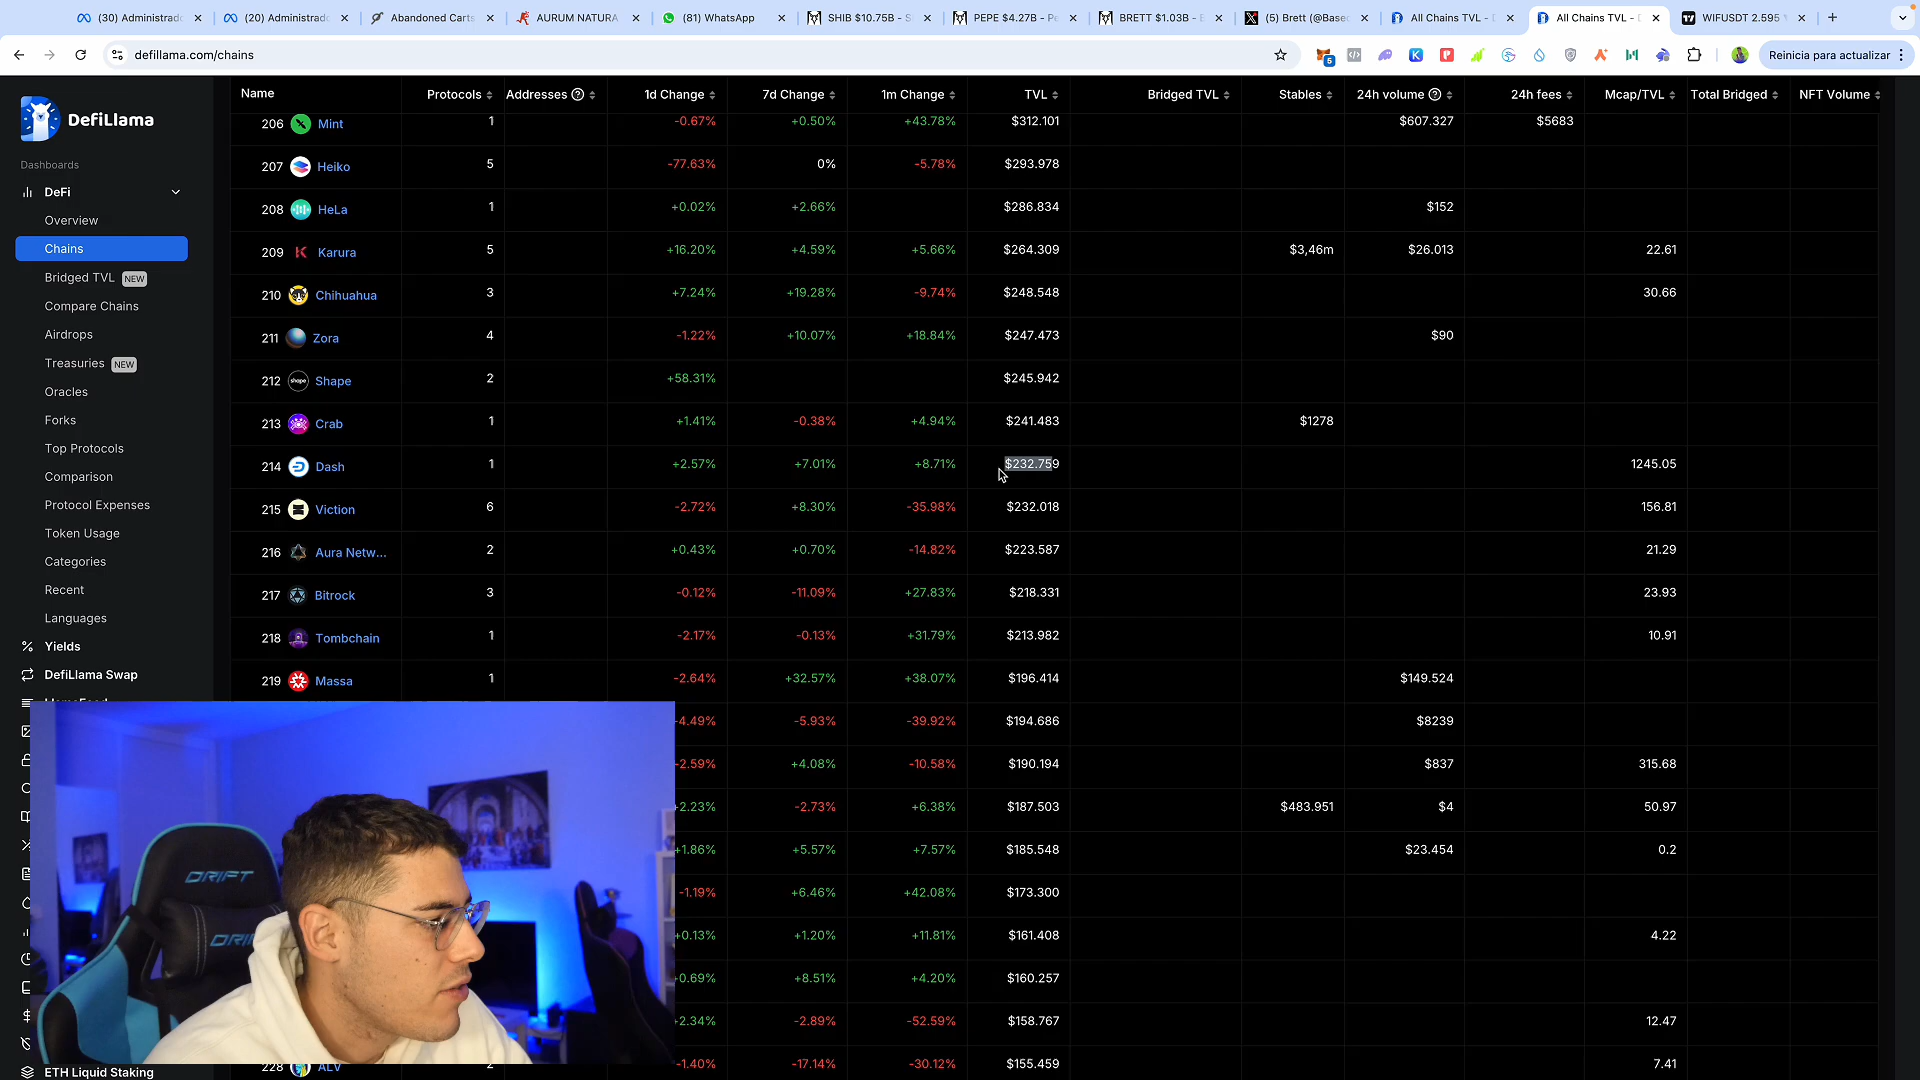 (30) Administrad
(20) Administrad
Abandoned Carts
AURUM NATURA
(81) WhatsApp
SHIB $10.75B - S
PEPE $4.27B - Pe
BRETT $1.03B - B
(5) Brett (@Based
All Chains TVL - D
All Chains TVL - D
WIFUSDT 2.595
defillama.com/chains
5
Reinicia para actualizar
DefiLlama
Dashboards
DeFi
Overview
Chains
Bridged TVL NEW
Compare Chains
Airdrops
Treasuries NEW
Oracles
Forks
Top Protocols
Comparison
Protocol Expenses
Token Usage
Categories
Recent
Languages
Yields
DefiLlama Swap
ETH Liquid Staking
Name Protocols Addresses 1d Change 7d Change 1m Change TVL Bridged TVL Stables 24h volume 24h fees Mcap/TVL Total Bridged NFT Volume
206 Mint 1 -0.67% +0.50% +43.78% $312.101 $607.327 $5683
207 Heiko 5 -77.63% 0% -5.78% $293.978
208 HeLa 1 +0.02% +2.66% $286.834 $152
209 Karura 5 +16.20% +4.59% +5.66% $264.309 $3,46m $26.013 22.61
210 Chihuahua 3 +7.24% +19.28% -9.74% $248.548 30.66
211 Zora 4 -1.22% +10.07% +18.84% $247.473 $90
212 shape Shape 2 +58.31% $245.942
213 Crab 1 +1.41% -0.38% +4.94% $241.483 $1278
214 Dash 1 +2.57% +7.01% +8.71% $232.759 1245.05
215 Viction 6 -2.72% +8.30% -35.98% $232.018 156.81
216 Aura Netw... 2 +0.43% +0.70% -14.82% $223.587 21.29
217 Bitrock 3 -0.12% -11.09% +27.83% $218.331 23.93
218 Tombchain 1 -2.17% -0.13% +31.79% $213.982 10.91
219 Massa 1 -2.64% +32.57% +38.07% $196.414 $149.524
-4.49% -5.93% -39.92% $194.686 $8239
-2.59% +4.08% -10.58% $190.194 $837 315.68
+2.23% -2.73% +6.38% $187.503 $483.951 $4 50.97
+1.86% +5.57% +7.57% $185.548 $23.454 0.2
-1.19% +6.46% +42.08% $173.300
+0.13% +1.20% +11.81% $161.408 4.22
+0.69% +8.51% +4.20% $160.257
+2.34% -2.89% -52.59% $158.767 12.47
228 ALV 2 -1.40% -17.14% -30.12% $155.459 7.41
DRIFT